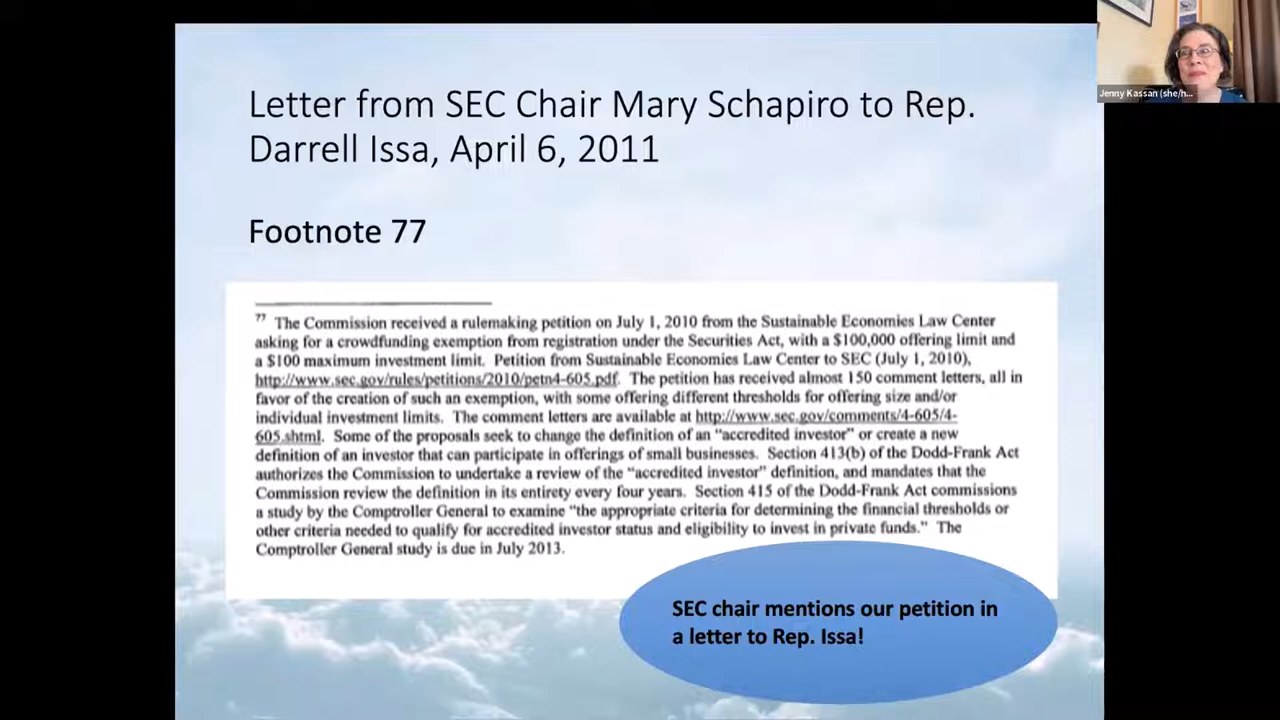 Letter from SEC Chair Mary Schapiro to Rep.
Darrell Issa, April 6, 2011
Footnote 77
77 The Commission received a rulemaking petition on July 1, 2010 from the Sustainable Economies Law Center
asking for a crowdfunding exemption from registration under the Securities Act, with a $100,000 offering limit and
a $100 maximum investment limit. Petition from Sustainable Economies Law Center to SEC (July 1, 2010),
http://www.sec.gov/rules/petitions/2010/petn4-605.pdf. The petition has received almost 150 comment letters, all in
favor of the creation of such an exemption, with some offering different thresholds for offering size and/or
individual investment limits. The comment letters are available at http://www.sec.gov/comments/4-605/4-
605.shtml. Some of the proposals seek to change the definition of an “accredited investor” or create a new
definition of an investor that can participate in offerings of small businesses. Section 413(b) of the Dodd-Frank Act
authorizes the Commission to undertake a review of the “accredited investor” definition, and mandates that the
Commission review the definition in its entirety every four years. Section 415 of the Dodd-Frank Act commissions
a study by the Comptroller General to examine “the appropriate criteria for determining the financial thresholds or
other criteria needed to qualify for accredited investor status and eligibility to invest in private funds.” The
Comptroller General study is due in July 2013.
SEC chair mentions our petition in
a letter to Rep. Issa!
Jenny Kassan (she/h...